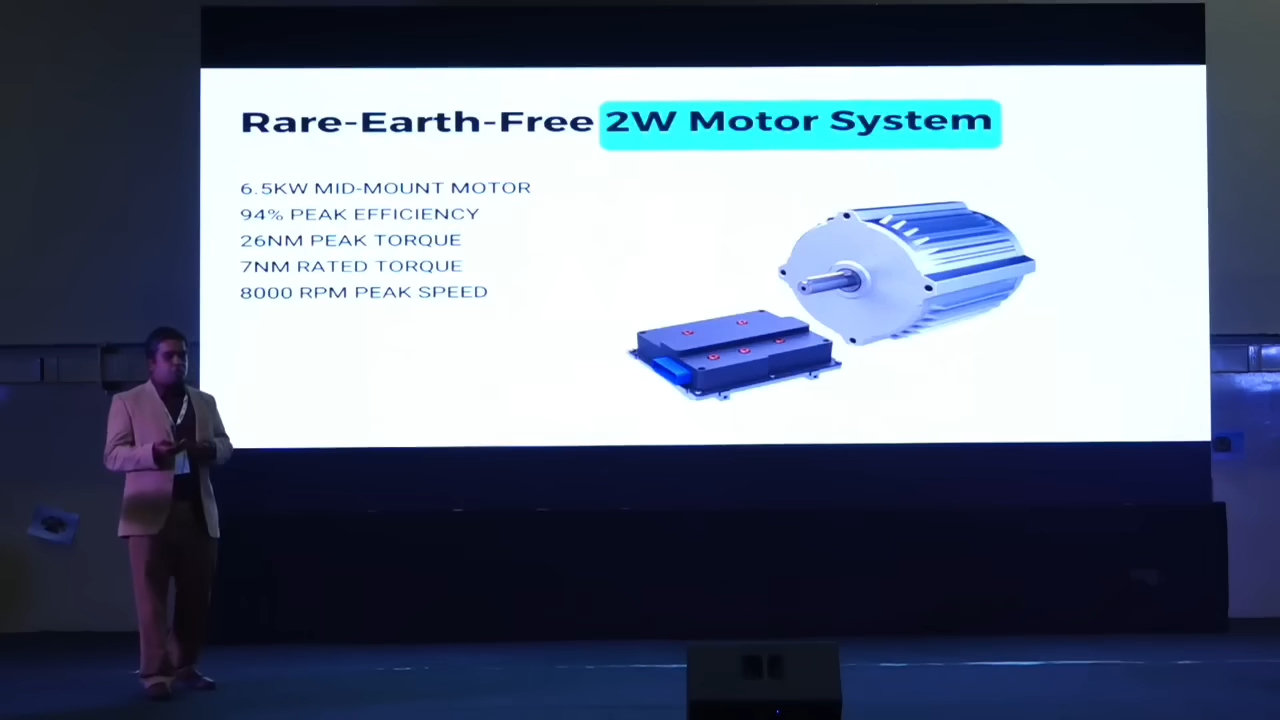 Rare-Earth-Free 2W Motor System
6.5KW MID-MOUNT MOTOR
94% PEAK EFFICIENCY
26NM PEAK TORQUE
7NM RATED TORQUE
8000 RPM PEAK SPEED